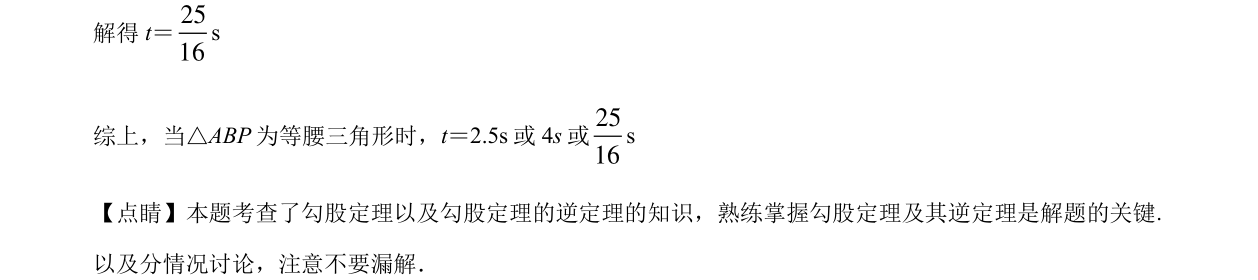 解得 t＝25/16 s
综上，当△ABP 为等腰三角形时，t＝2.5s 或 4s 或 25/16 s
【点睛】本题考查了勾股定理以及勾股定理的逆定理的知识，熟练掌握勾股定理及其逆定理是解题的关键.
以及分情况讨论，注意不要漏解．